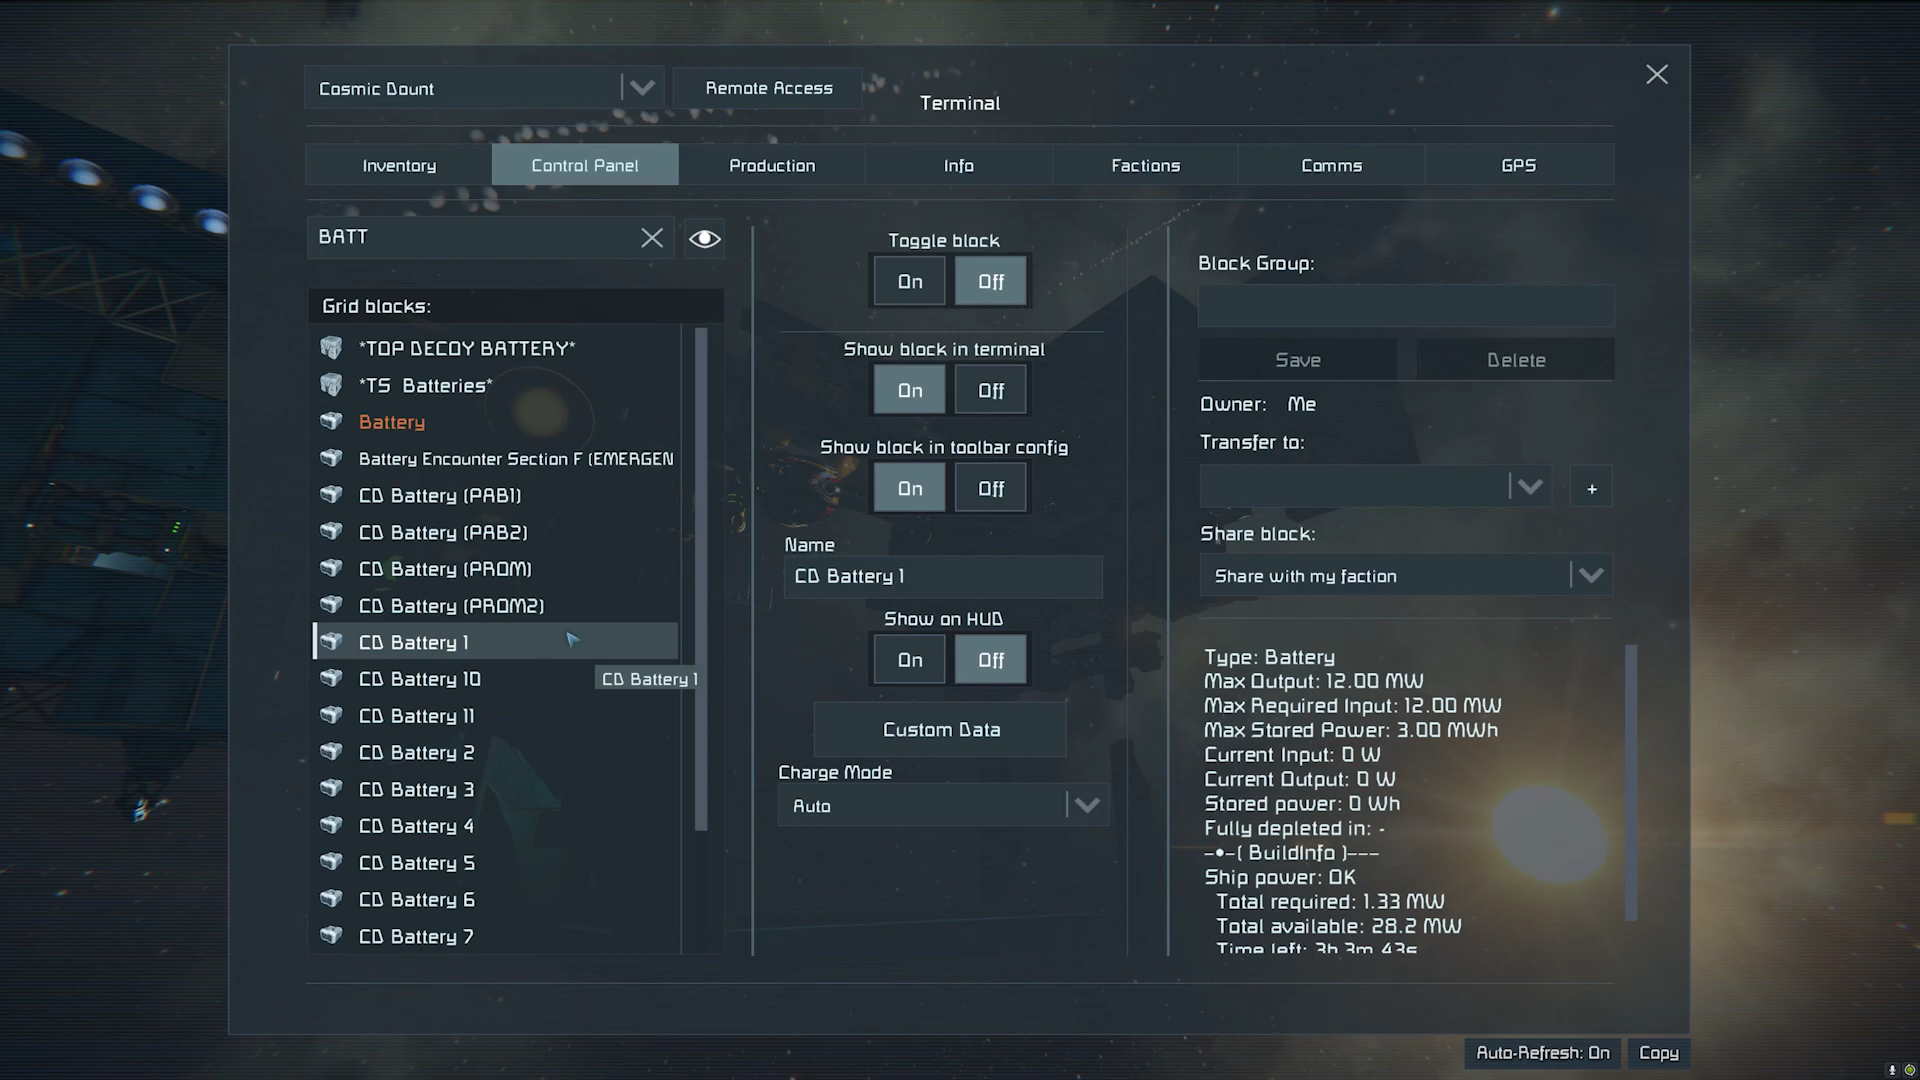 Cosmic Dount
Remote Access
Terminal
Inventory
Control Panel
Production
Info
Factions
Comms
GPS
BATT
Grid blocks:
*TOP DECOY BATTERY*
*TS Batteries*
Battery
Battery Encounter Section F (EMERGEN
CD Battery (PAB1)
CD Battery (PAB2)
CD Battery (PROM)
CD Battery (PROM2)
CD Battery 1
CD Battery 10
CD Battery 1
CD Battery 11
CD Battery 2
CD Battery 3
CD Battery 4
CD Battery 5
CD Battery 6
CD Battery 7
Toggle block
On
Off
Show block in terminal
On
Off
Show block in toolbar config
On
Off
Name
CD Battery 1
Show on HUD
On
Off
Custom Data
Charge Mode
Auto
Block Group:
Save
Delete
Owner: Me
Transfer to:
+
Share block:
Share with my faction
Type: Battery
Max Output: 12.00 MW
Max Required Input: 12.00 MW
Max Stored Power: 3.00 MWh
Current Input: 0 W
Current Output: 0 W
Stored power: 0 Wh
Fully depleted in: -
-•-( BuildInfo )---
Ship power: OK
Total required: 1.33 MW
Total available: 28.2 MW
Time left: 3h 3m 43s
Auto-Refresh: On
Copy